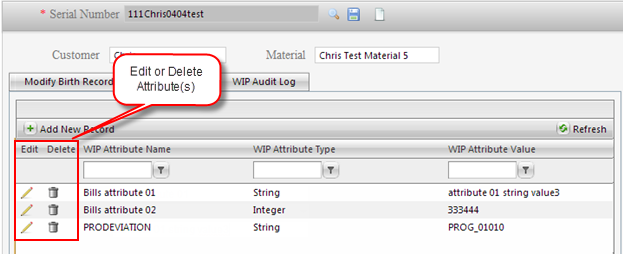 * Serial Number 111Chris0404test
Customer Material Chris Test Material 5
Edit or Delete
Attribute(s)
Modify Birth Record WIP Audit Log
Add New Record Refresh
Edit Delete WIP Attribute Name WIP Attribute Type WIP Attribute Value
Bills attribute 01 String attribute 01 string value3
Bills attribute 02 Integer 333444
PRODEVIATION String PROG_01010